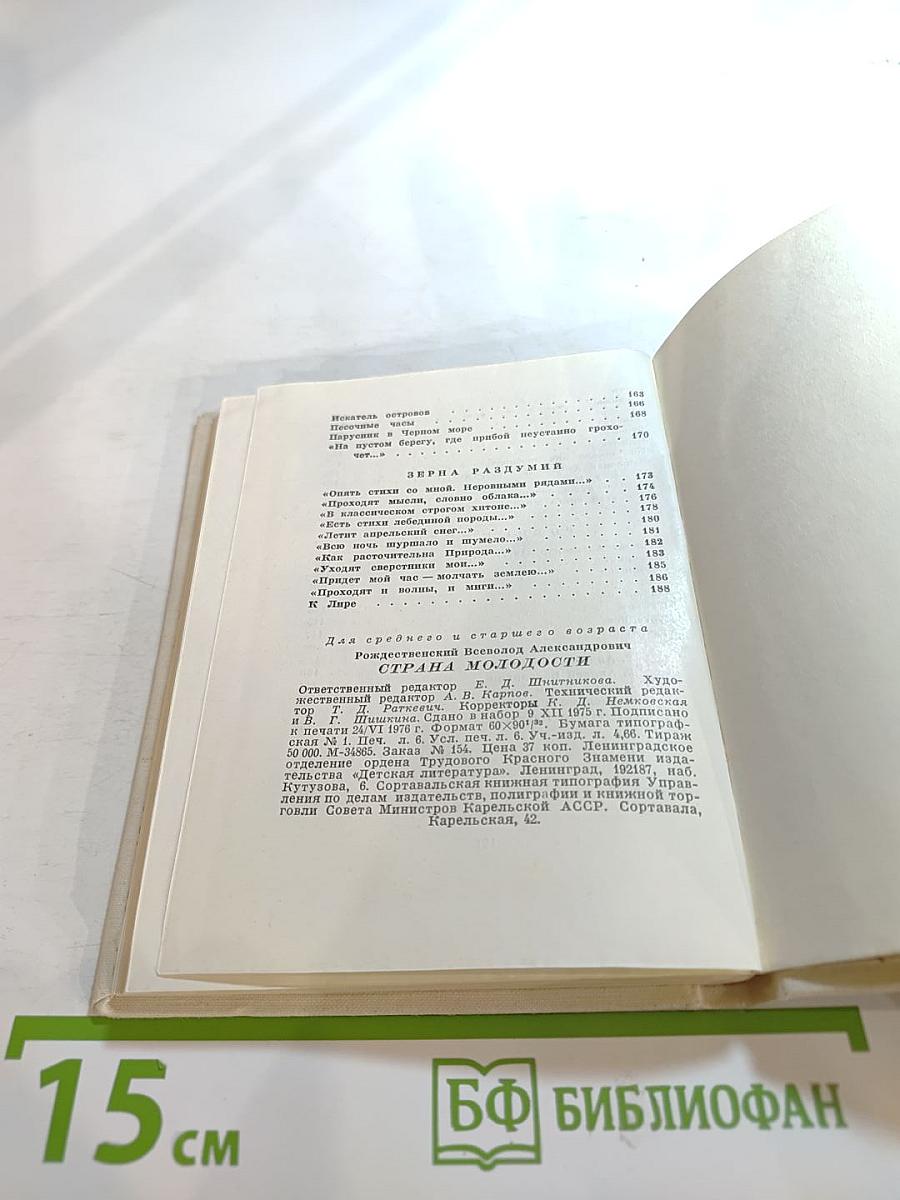 Искатель островов . . . . . . . . . . . . . 163
Песочные часы . . . . . . . . . . . . . . 166
Парусник в Черном море . . . . . . . . . . . 168
«На пустом берегу, где прибой неустанно грохо-
чет...» . . . . . . . . . . . . . . . . . 170
ЗЕРНА РАЗДУМИЙ
«Опять стихи со мной. Неровными рядами...» . . 173
«Проходят мысли, словно облака...» . . . . . . 174
«В классическом строгом хитоне...» . . . . . . . 176
«Есть стихи лебединой породы...» . . . . . . . 178
«Летит апрельский снег...» . . . . . . . . . . 180
«Всю ночь шуршало и шумело...» . . . . . . . . 181
«Как расточительна Природа...» . . . . . . . . 182
«Уходят сверстники мои...» . . . . . . . . . . 183
«Придет мой час — молчать землею...» . . . . . 185
«Проходят и волны, и миги...» . . . . . . . . . 186
К Лире . . . . . . . . . . . . . . . . . 188
Для среднего и старшего возраста
Рождественский Всеволод Александрович
СТРАНА МОЛОДОСТИ
Ответственный редактор Е. Д. Шнитникова. Худо-
жественный редактор А. В. Карпов. Технический редак-
тор Т. Д. Раткевич. Корректоры К. Д. Немковская
и В. Г. Шишкина. Сдано в набор 9 XII 1975 г. Подписано
к печати 24/VI 1976 г. Формат 60×90¹/₃₂. Бумага типограф-
ская № 1. Печ. л. 6. Усл. печ. л. 6. Уч.-изд. л. 4,66. Тираж
50 000. М-34865. Заказ № 154. Цена 37 коп. Ленинградское
отделение ордена Трудового Красного Знамени изда-
тельства «Детская литература». Ленинград, 192187, наб.
Кутузова, 6. Сортавальская книжная типография Управ-
ления по делам издательств, полиграфии и книжной тор-
говли Совета Министров Карельской АССР. Сортавала,
Карельская, 42.
15 см
БФ БИБЛИОФАН